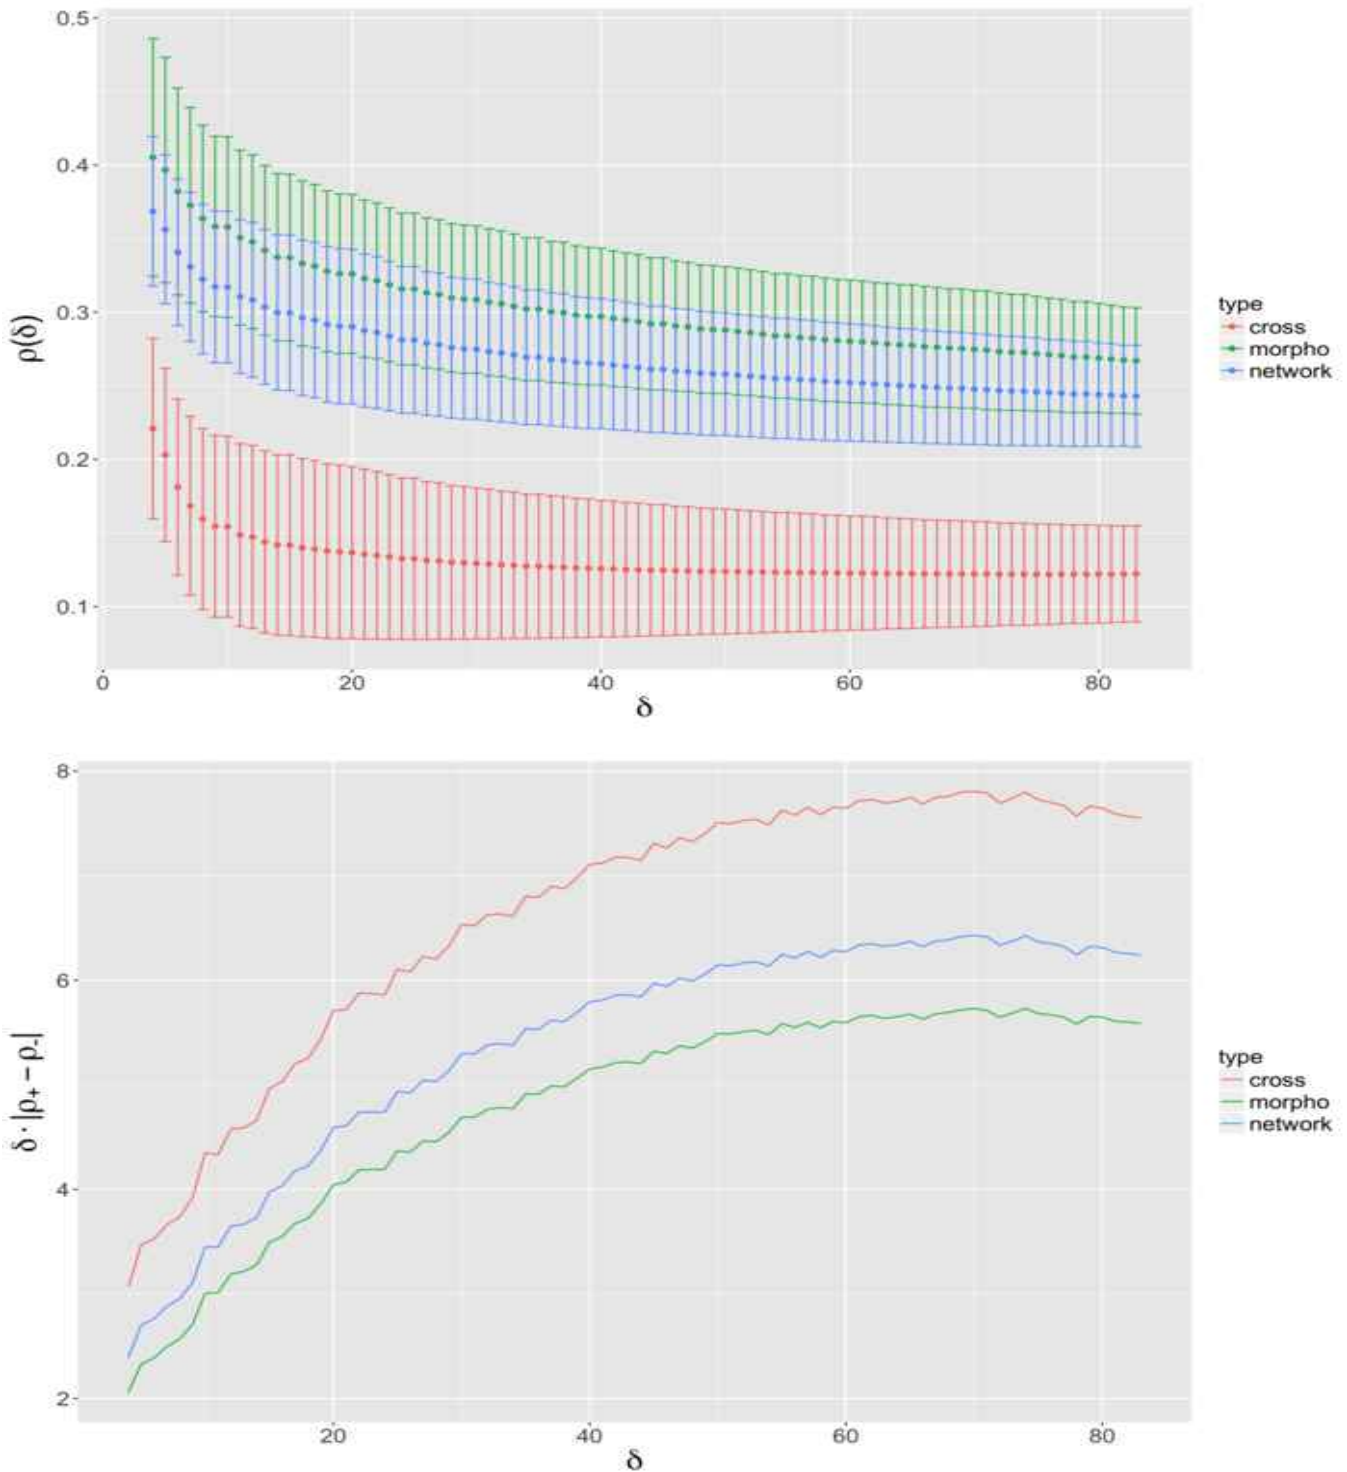 0.5
0.4
0.3
0.2
0.1
ρ(δ)
0 20 40 60 80
δ
type
cross
morpho
network
8
6
4
2
δ · |ρ₊ − ρ₋|
20 40 60 80
δ
type
cross
morpho
network